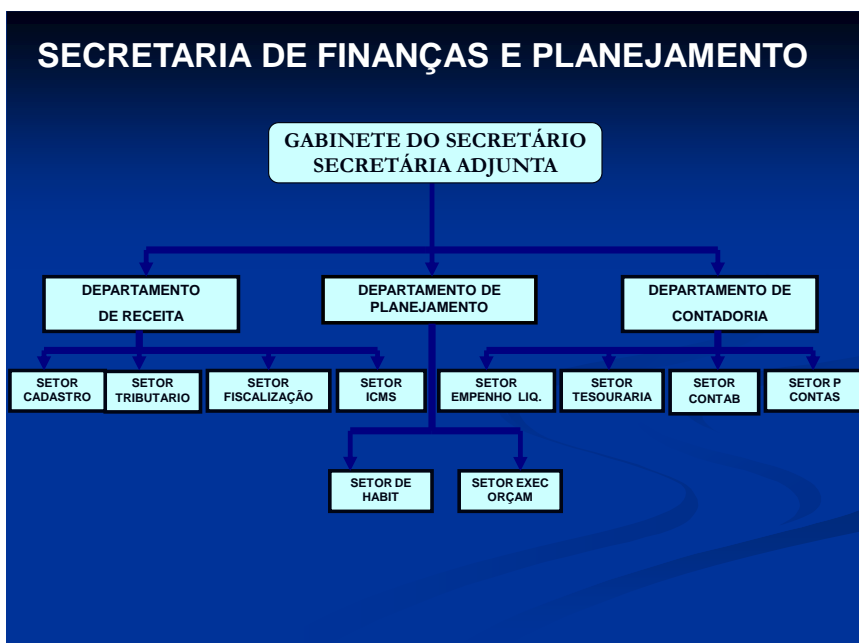 SECRETARIA DE FINANÇAS E PLANEJAMENTO
GABINETE DO SECRETÁRIO
SECRETÁRIA ADJUNTA
DEPARTAMENTO
DE RECEITA
DEPARTAMENTO DE
PLANEJAMENTO
DEPARTAMENTO DE
CONTADORIA
SETOR
CADASTRO
SETOR
TRIBUTARIO
SETOR
FISCALIZAÇÃO
SETOR
ICMS
SETOR
EMPENHO LIQ.
SETOR
TESOURARIA
SETOR
CONTAB
SETOR P
CONTAS
SETOR DE
HABIT
SETOR EXEC
ORÇAM